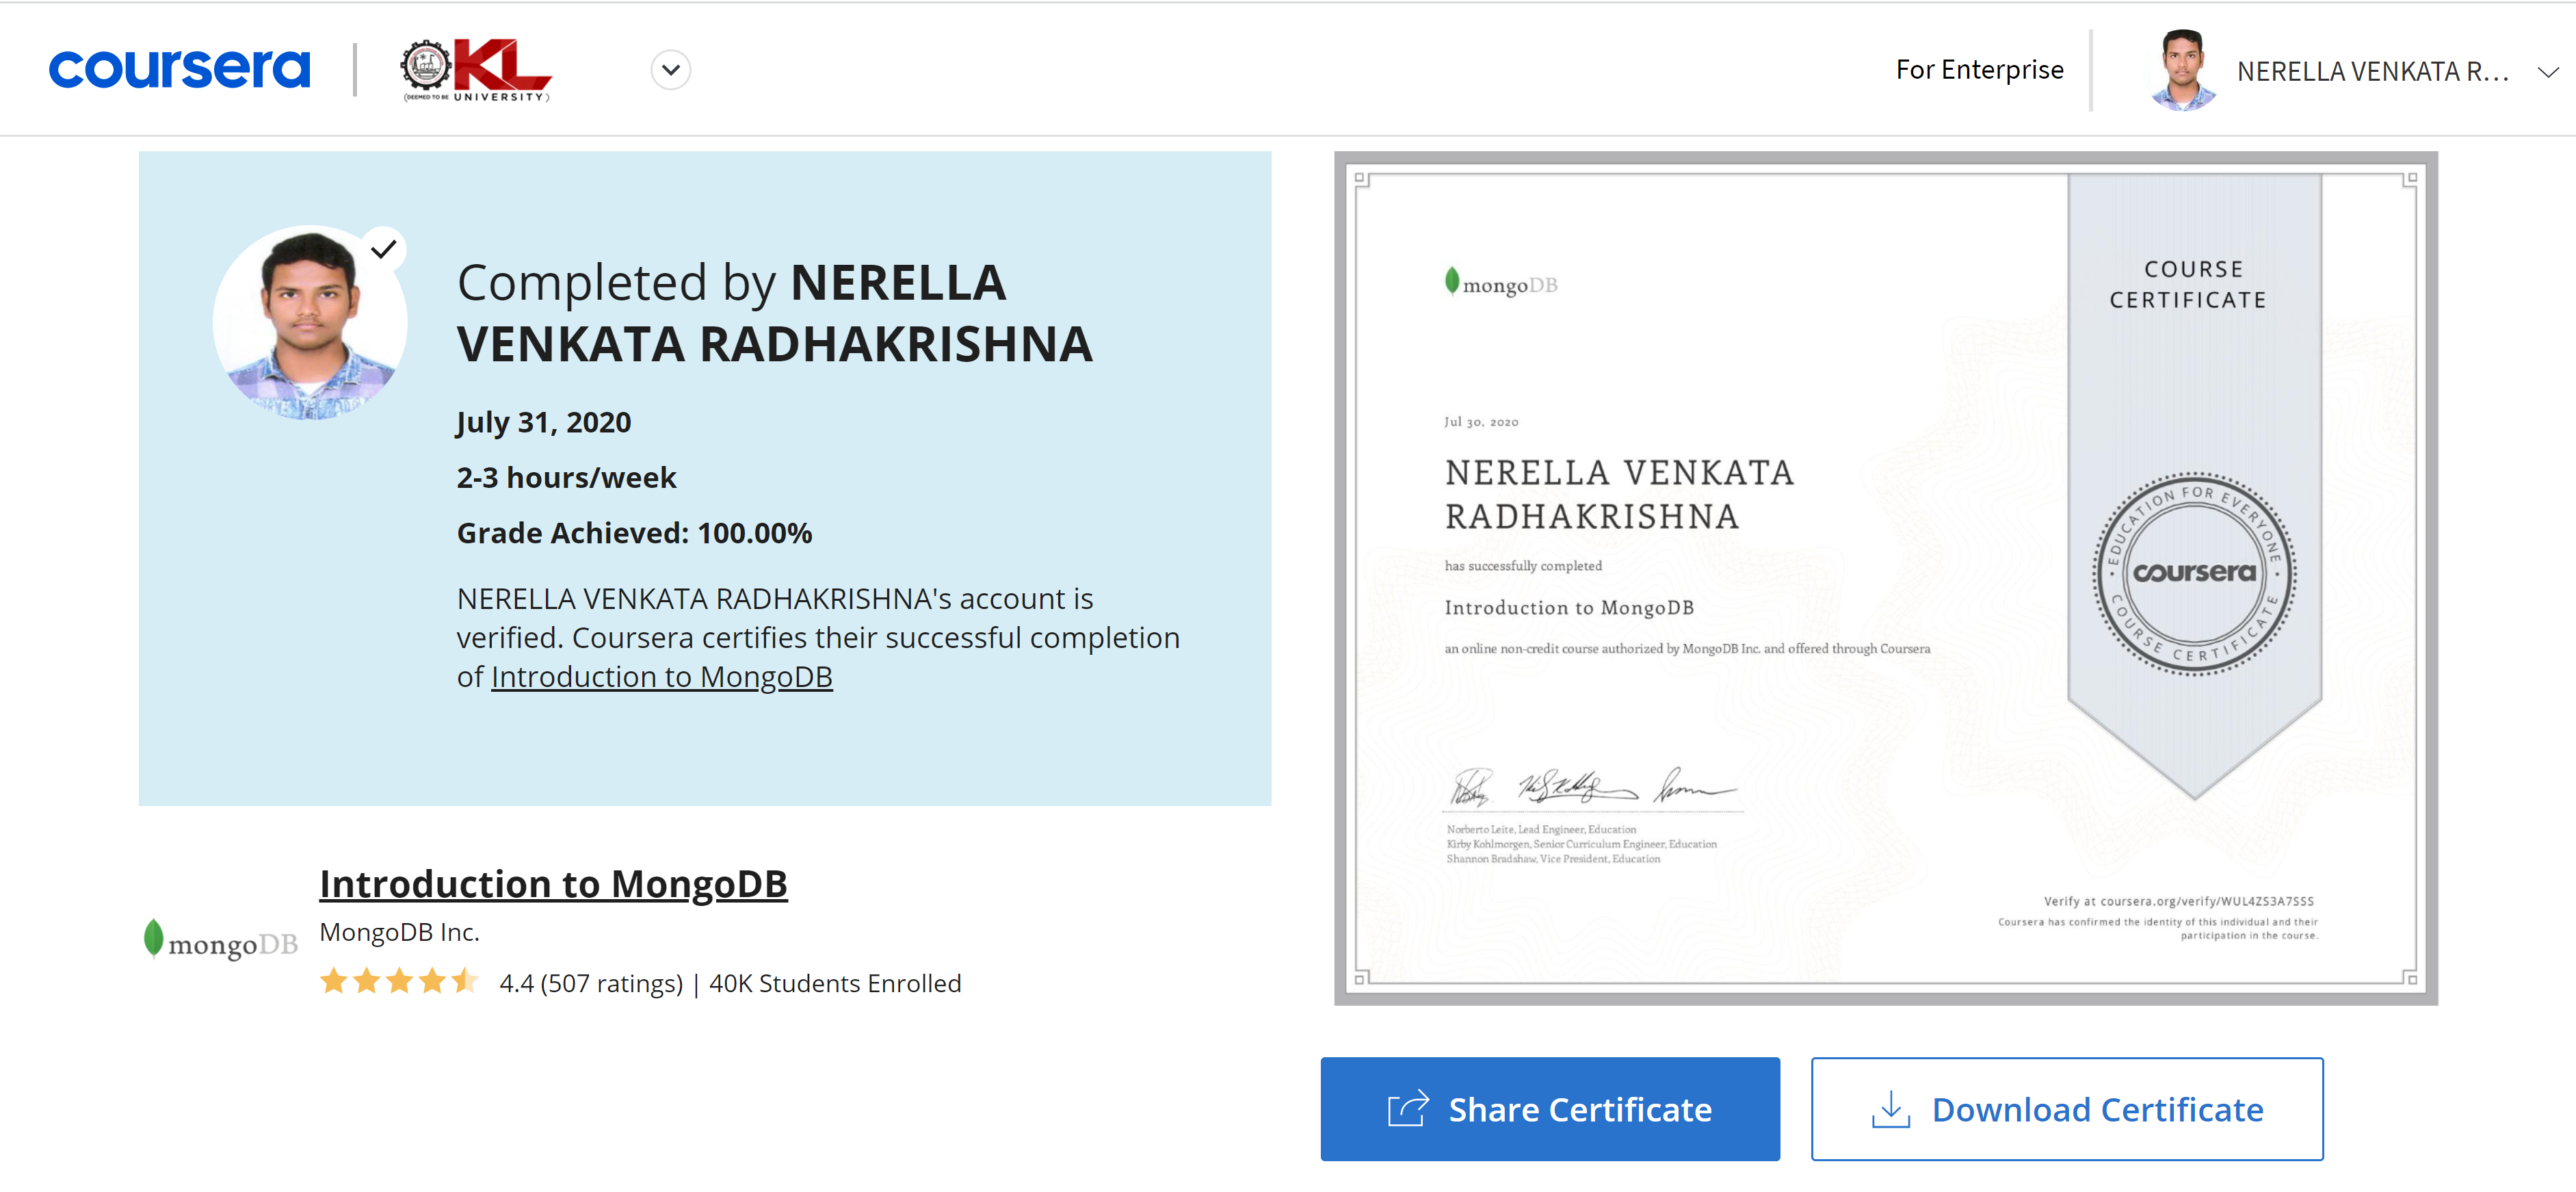 coursera
KL
(DEEMED TO BE UNIVERSITY)
For Enterprise
NERELLA VENKATA R...
Completed by NERELLA
VENKATA RADHAKRISHNA
July 31, 2020
2-3 hours/week
Grade Achieved: 100.00%
NERELLA VENKATA RADHAKRISHNA's account is
verified. Coursera certifies their successful completion
of Introduction to MongoDB
mongoDB
Introduction to MongoDB
MongoDB Inc.
4.4 (507 ratings) | 40K Students Enrolled
mongoDB
Jul 30, 2020
NERELLA VENKATA
RADHAKRISHNA
has successfully completed
Introduction to MongoDB
an online non-credit course authorized by MongoDB Inc. and offered through Coursera
Norberto Leite, Lead Engineer, Education
Kirby Kohlmorgen, Senior Curriculum Engineer, Education
Shannon Bradshaw, Vice President, Education
COURSE
CERTIFICATE
EDUCATION FOR EVERYONE
coursera
COURSE CERTIFICATE
Verify at coursera.org/verify/WUL4ZS3A7SSS
Coursera has confirmed the identity of this individual and their
participation in the course.
Share Certificate
Download Certificate